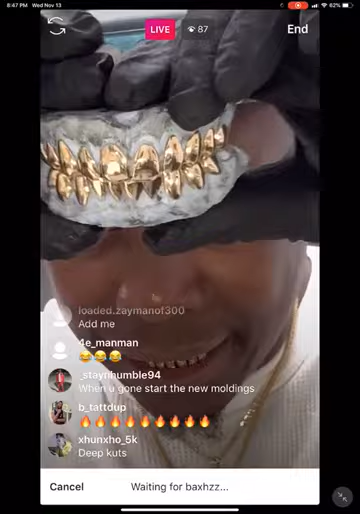 8:47 PM Wed Nov 13
62%
LIVE
87
End
loaded.zaymanof300
Add me
4e_manman
😂😂😂
_staynhumble94
When u gone start the new moldings
b_tattdup
🔥🔥🔥🔥🔥🔥🔥🔥🔥
xhunxho_5k
Deep kuts
Cancel
Waiting for baxhzz...